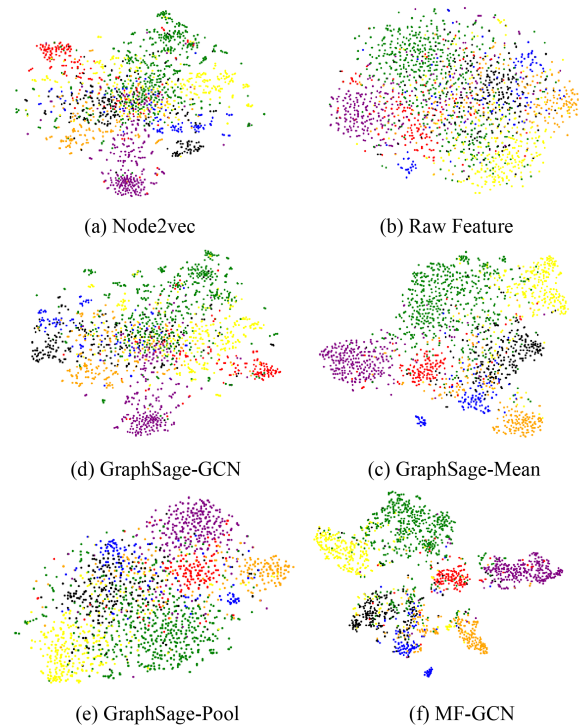 (a) Node2vec
(b) Raw Feature
(d) GraphSage-GCN
(c) GraphSage-Mean
(e) GraphSage-Pool
(f) MF-GCN